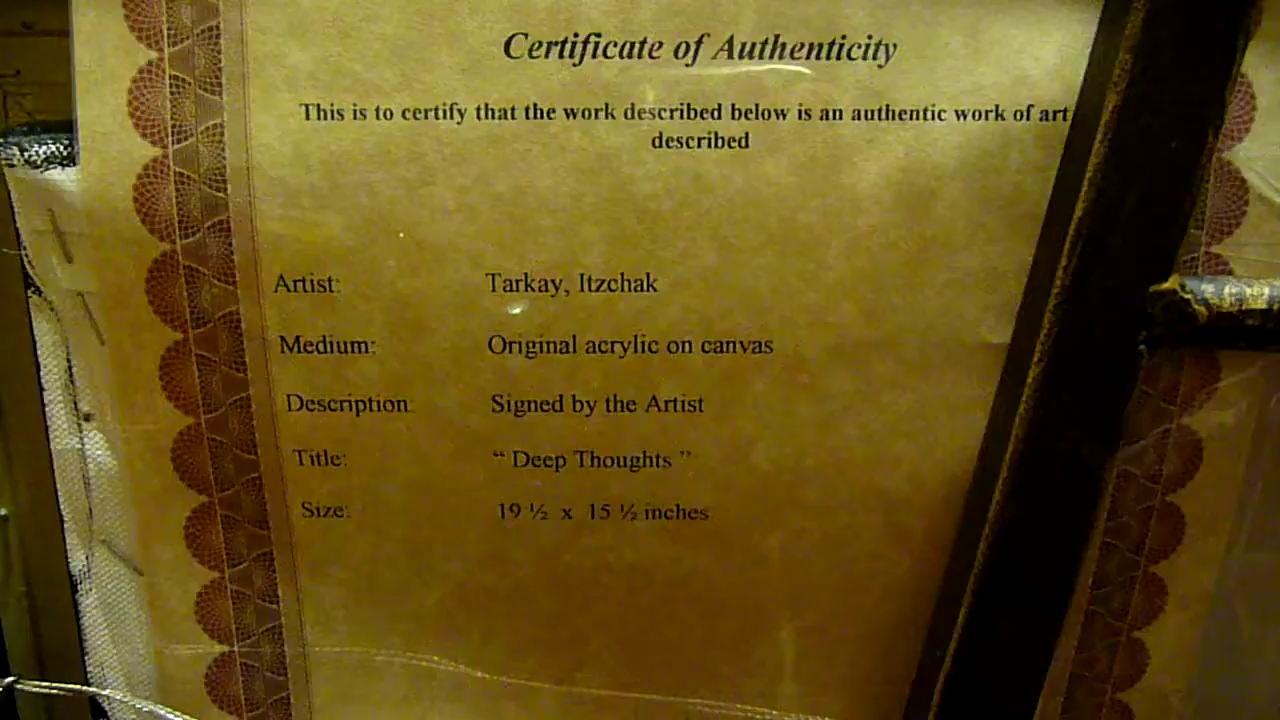 Certificate of Authenticity
This is to certify that the work described below is an authentic work of art
described
Artist: Tarkay, Itzchak
Medium: Original acrylic on canvas
Description: Signed by the Artist
Title: “ Deep Thoughts ”
Size: 19 ½ x 15 ½ inches